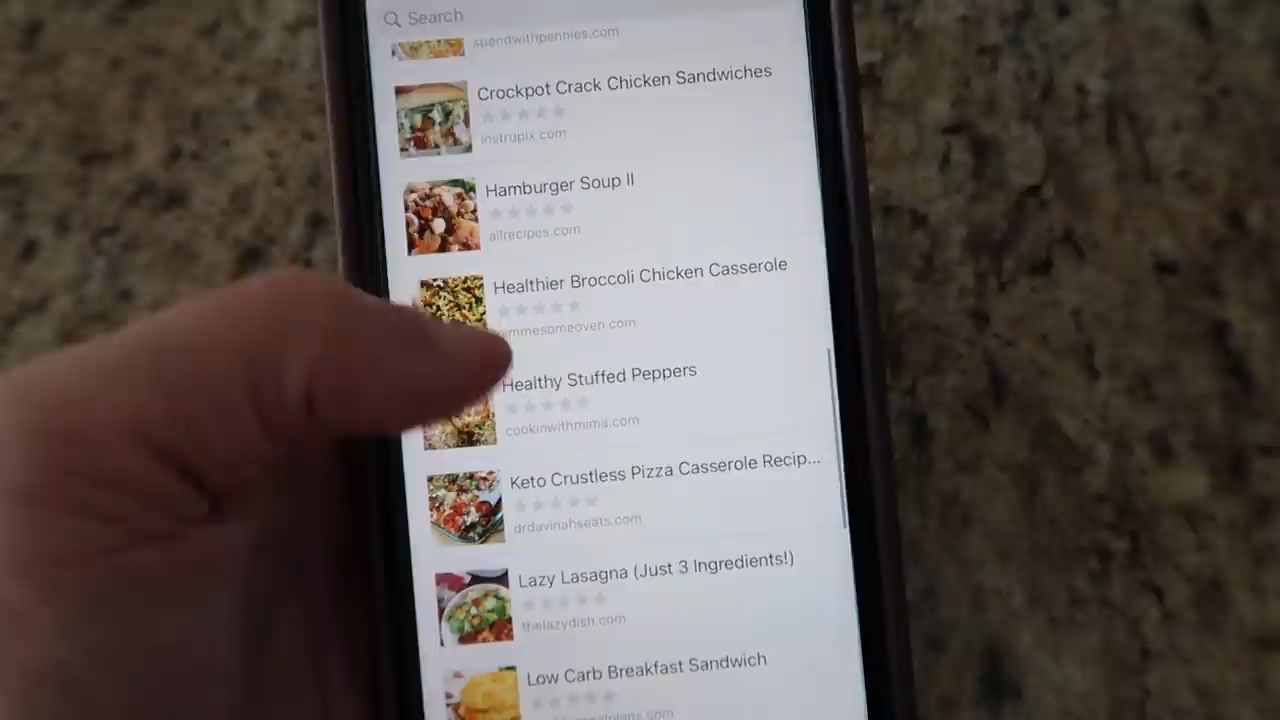 Search
spendwithpennies.com
Crockpot Crack Chicken Sandwiches
instrupix.com
Hamburger Soup II
allrecipes.com
Healthier Broccoli Chicken Casserole
mmesomeoven.com
Healthy Stuffed Peppers
cookinwithmima.com
Keto Crustless Pizza Casserole Recip...
drdavinahseats.com
Lazy Lasagna (Just 3 Ingredients!)
thelazydish.com
Low Carb Breakfast Sandwich